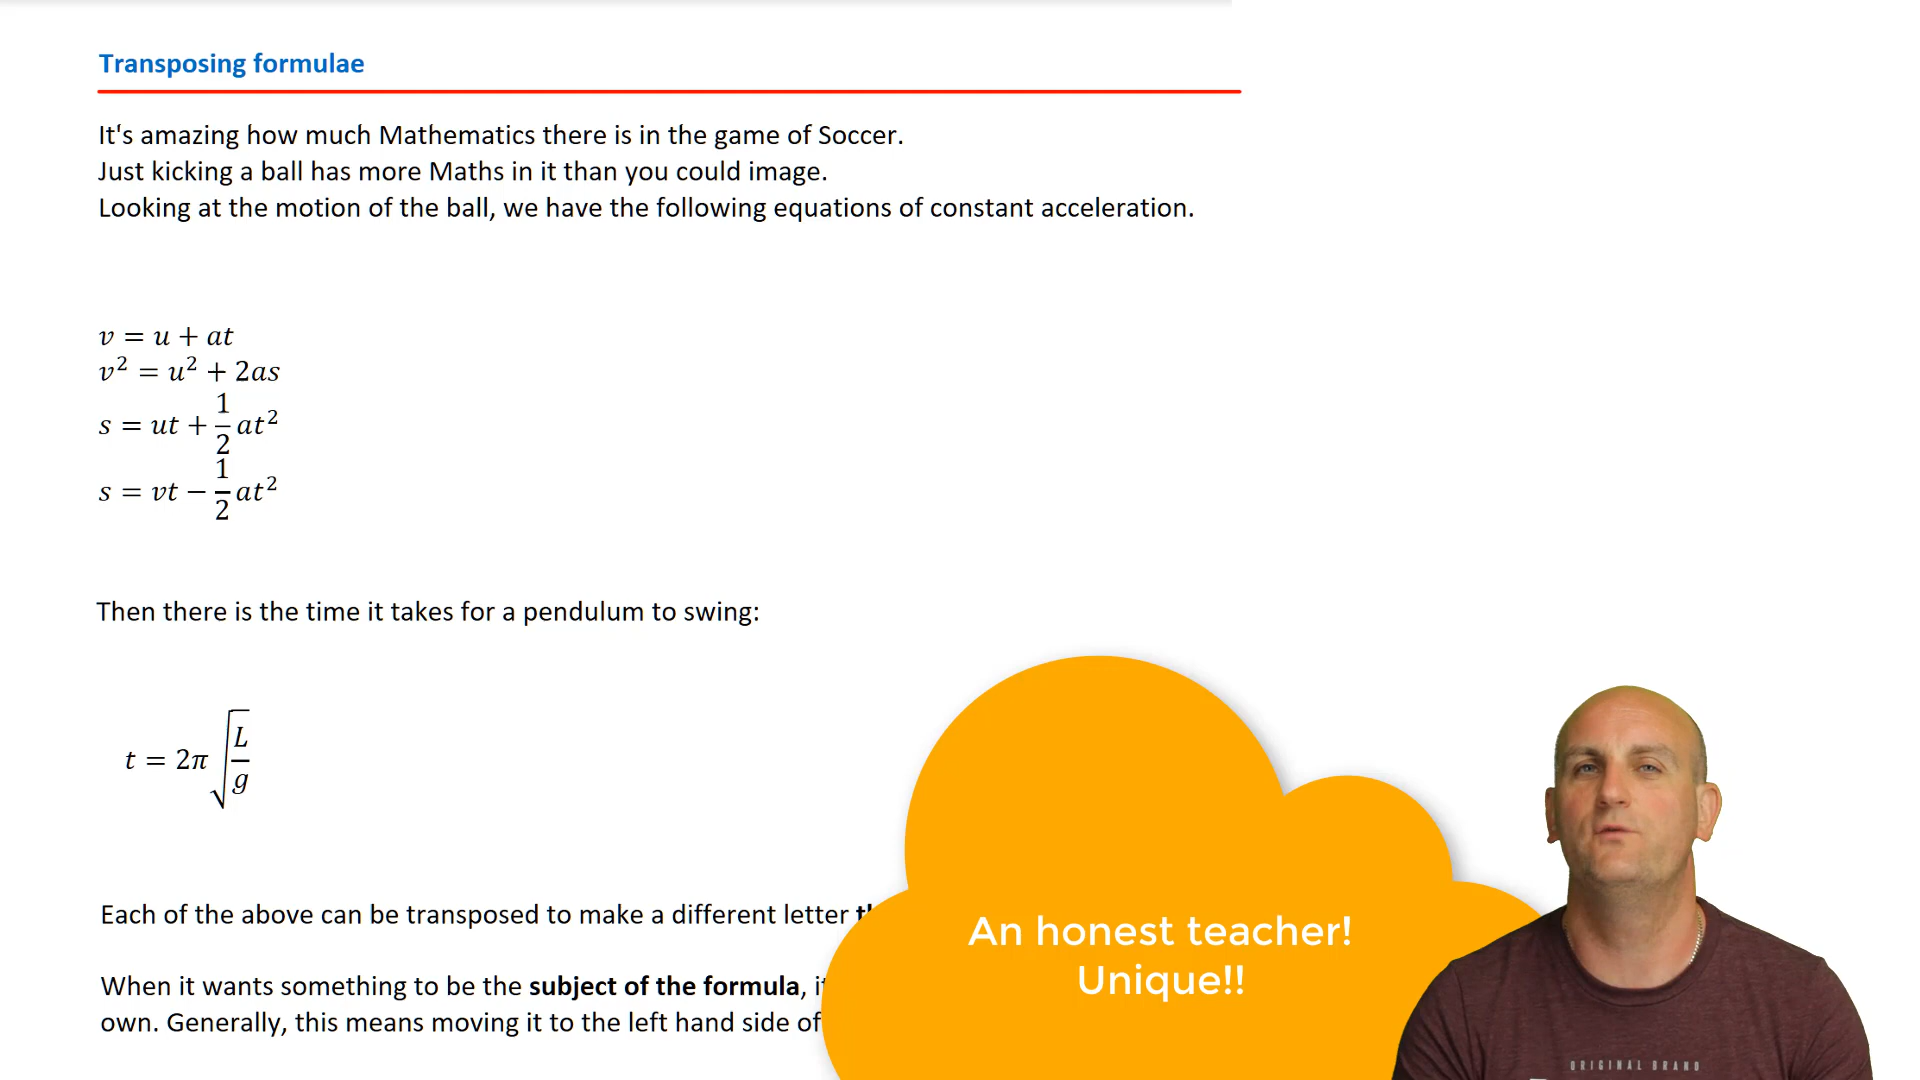 Transposing formulae
It's amazing how much Mathematics there is in the game of Soccer.
Just kicking a ball has more Maths in it than you could image.
Looking at the motion of the ball, we have the following equations of constant acceleration.
v = u + at
v² = u² + 2as
s = ut + 1/2 at²
s = vt − 1/2 at²
Then there is the time it takes for a pendulum to swing:
t = 2π √(L/g)
Each of the above can be transposed to make a different letter
When it wants something to be the subject of the formula,
own. Generally, this means moving it to the left hand side of
An honest teacher!
Unique!!
ORIGINAL BRAND